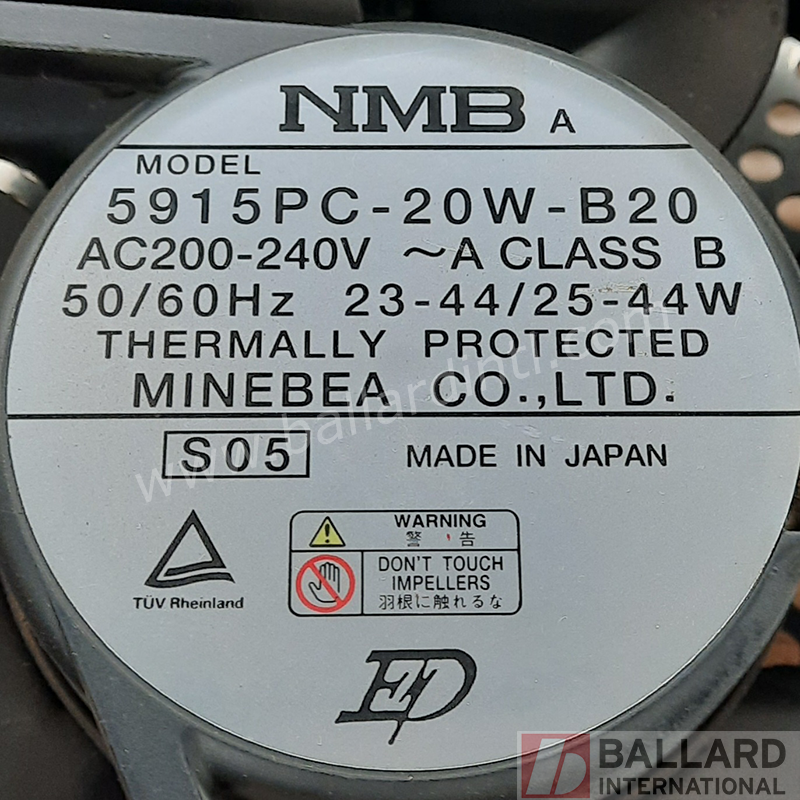 NMB A
MODEL
5915PC-20W-B20
AC200-240V ～A CLASS B
50/60Hz 23-44/25-44W
THERMALLY PROTECTED
MINEBEA CO.,LTD.
S05 MADE IN JAPAN
www.ballardintl.com
TÜV Rheinland
WARNING
警告
DON'T TOUCH
IMPELLERS
羽根に触れるな
BALLARD
INTERNATIONAL